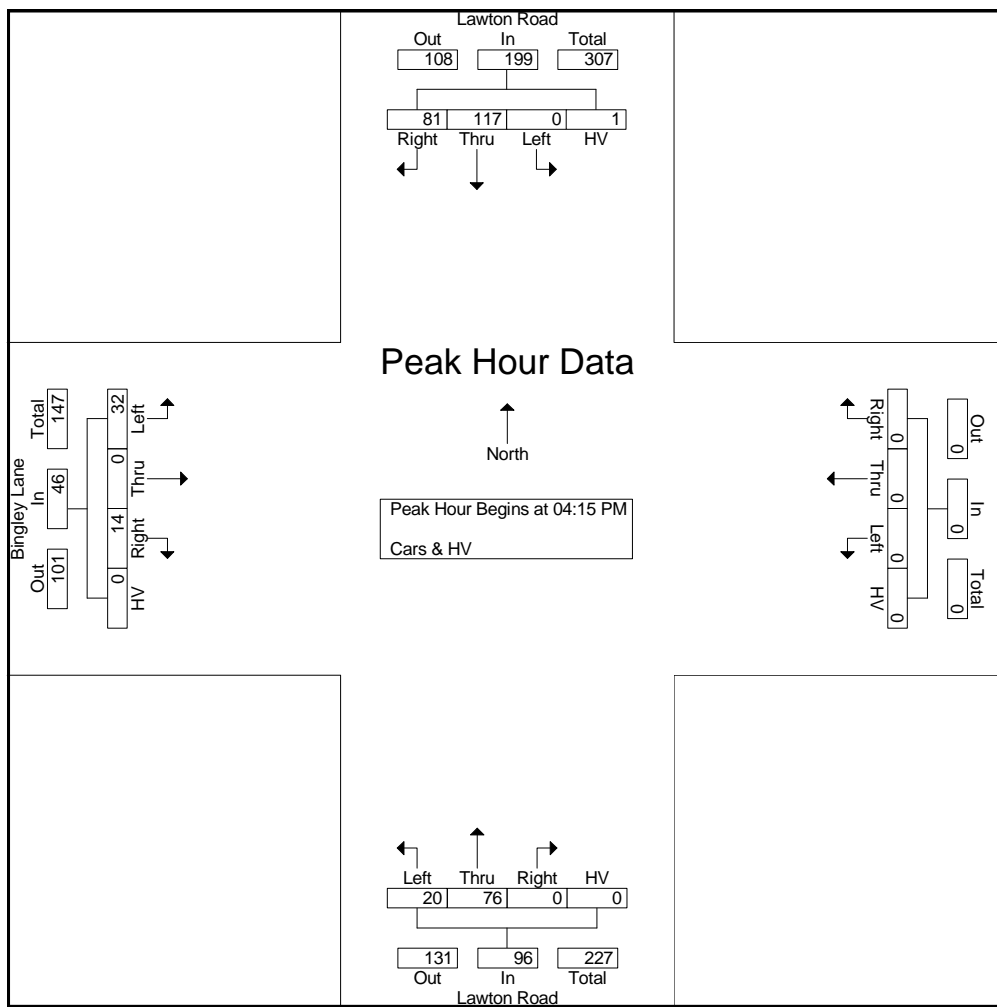 Lawton Road
Out In Total
108 199 307
81 117 0 1
Right Thru Left HV
Peak Hour Data
North
Peak Hour Begins at 04:15 PM
Cars & HV
Bingley Lane
Total In Out
147 46 101
32 0 14 0
Left Thru Right HV
Right Thru Left HV
0 0 0 0
Out In Total
0 0 0
Left Thru Right HV
20 76 0 0
131 96 227
Out In Total
Lawton Road